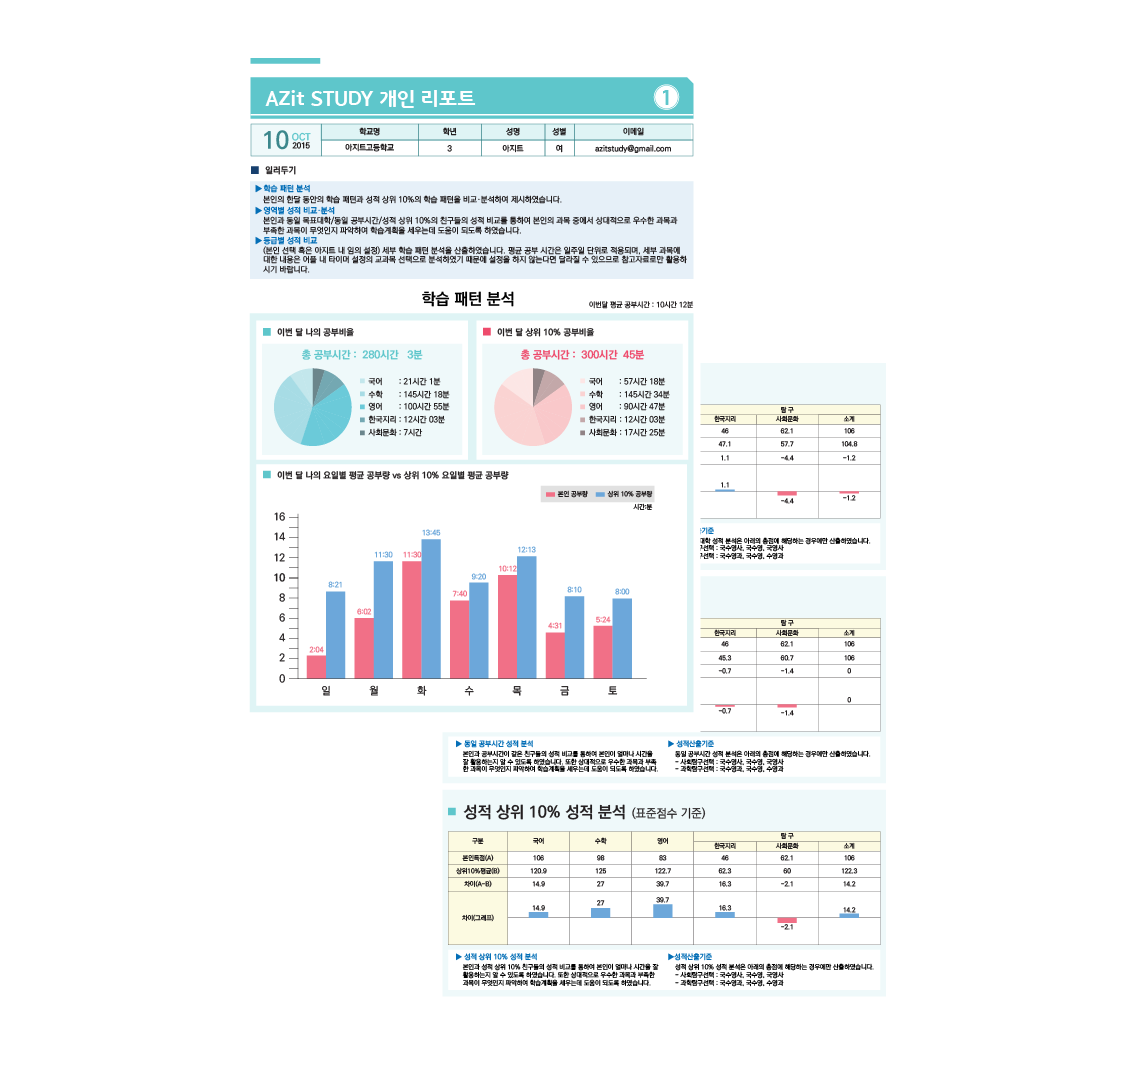 AZit STUDY 개인 리포트
1
10 OCT 2015
학교명 학년 성명 성별 이메일
아지트고등학교 3 아지트 여 azitstudy@gmail.com
일러두기
▶학습 패턴 분석
본인의 한달 동안의 학습 패턴과 성적 상위 10%의 학습 패턴을 비교·분석하여 제시하였습니다.
▶영역별 성적 비교·분석
본인과 동일 목표대학/동일 공부시간/성적 상위 10%의 친구들의 성적 비교를 통하여 본인의 과목 중에서 상대적으로 우수한 과목과
부족한 과목이 무엇인지 파악하여 학습계획을 세우는데 도움이 되도록 하였습니다.
▶등급별 성적 비교
(본인 선택 혹은 아지트 내 임의 설정) 세부 학습 패턴 분석을 산출하였습니다. 평균 공부 시간은 일주일 단위로 적용되며, 세부 과목에
대한 내용은 어플 내 타이머 설정의 교과목 선택으로 분석하였기 때문에 설정을 하지 않는다면 달라질 수 있으므로 참고자료로만 활용하
시기 바랍니다.
학습 패턴 분석
이번달 평균 공부시간 : 10시간 12분
이번 달 나의 공부비율
총 공부시간 : 280시간 3분
국어 : 21시간 1분
수학 : 145시간 18분
영어 : 100시간 55분
한국지리 : 12시간 03분
사회문화 : 7시간
이번 달 상위 10% 공부비율
총 공부시간 : 300시간 45분
국어 : 57시간 18분
수학 : 145시간 34분
영어 : 90시간 47분
한국지리 : 12시간 03분
사회문화 : 17시간 25분
이번 달 나의 요일별 평균 공부량 vs 상위 10% 요일별 평균 공부량
본인 공부량 상위 10% 공부량
시간:분
16
14
12
10
8
6
4
2
0
2:04 8:21
6:02 11:30
11:30 13:45
7:40 9:20
10:12 12:13
4:31 8:10
5:24 8:00
일 월 화 수 목 금 토
탐 구
한국지리 사회문화 소계
46 62.1 106
47.1 57.7 104.8
1.1 -4.4 -1.2
1.1 -4.4 -1.2
기준
대학 성적 분석은 아래의 총점에 해당하는 경우에만 산출하였습니다.
선택 : 국수영사, 국수영, 국영사
선택 : 국수영과, 국수영, 수영과
탐 구
한국지리 사회문화 소계
46 62.1 106
45.3 60.7 106
-0.7 -1.4 0
-0.7 -1.4 0
▶ 동일 공부시간 성적 분석
본인과 공부시간이 같은 친구들의 성적 비교를 통하여 본인이 얼마나 시간을
잘 활용하는지 알 수 있도록 하였습니다. 또한 상대적으로 우수한 과목과 부족
한 과목이 무엇인지 파악하여 학습계획을 세우는데 도움이 되도록 하였습니다.
▶ 성적산출기준
동일 공부시간 성적 분석은 아래의 총점에 해당하는 경우에만 산출하였습니다.
- 사회탐구선택 : 국수영사, 국수영, 국영사
- 과학탐구선택 : 국수영과, 국수영, 수영과
성적 상위 10% 성적 분석 (표준점수 기준)
구분 국어 수학 영어 탐 구
한국지리 사회문화 소계
본인득점(A) 106 98 83 46 62.1 106
상위10%평균(B) 120.9 125 122.7 62.3 60 122.3
차이(A-B) 14.9 27 39.7 16.3 -2.1 14.2
차이(그래프) 14.9 27 39.7 16.3 -2.1 14.2
▶ 성적 상위 10% 성적 분석
본인과 성적 상위 10% 친구들의 성적 비교를 통하여 본인이 얼마나 시간을 잘
활용하는지 알 수 있도록 하였습니다. 또한 상대적으로 우수한 과목과 부족한
과목이 무엇인지 파악하여 학습계획을 세우는데 도움이 되도록 하였습니다.
▶성적산출기준
성적 상위 10% 성적 분석은 아래의 총점에 해당하는 경우에만 산출하였습니다.
- 사회탐구선택 : 국수영사, 국수영, 국영사
- 과학탐구선택 : 국수영과, 국수영, 수영과